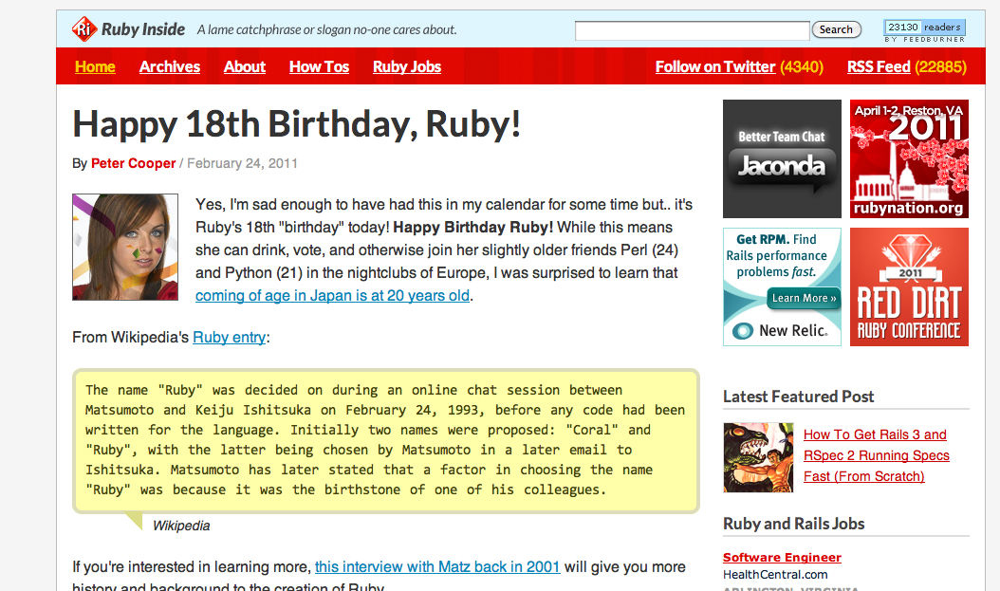 Ri Ruby Inside A lame catchphrase or slogan no-one cares about.
Search
23130 readers
BY FEEDBURNER
Home Archives About How Tos Ruby Jobs Follow on Twitter (4340) RSS Feed (22885)
Happy 18th Birthday, Ruby!
By Peter Cooper / February 24, 2011
Yes, I'm sad enough to have had this in my calendar for some time but.. it's
Ruby's 18th "birthday" today! Happy Birthday Ruby! While this means
she can drink, vote, and otherwise join her slightly older friends Perl (24)
and Python (21) in the nightclubs of Europe, I was surprised to learn that
coming of age in Japan is at 20 years old.
From Wikipedia's Ruby entry:
The name "Ruby" was decided on during an online chat session between
Matsumoto and Keiju Ishitsuka on February 24, 1993, before any code had been
written for the language. Initially two names were proposed: "Coral" and
"Ruby", with the latter being chosen by Matsumoto in a later email to
Ishitsuka. Matsumoto has later stated that a factor in choosing the name
"Ruby" was because it was the birthstone of one of his colleagues.
Wikipedia
If you're interested in learning more, this interview with Matz back in 2001 will give you more
history and background to the creation of Ruby.
Better Team Chat
Jaconda
April 1-2, Reston, VA
2011
rubynation.org
Get RPM. Find
Rails performance
problems fast.
Learn More »
New Relic.
2011
RED DIRT
RUBY CONFERENCE
Latest Featured Post
How To Get Rails 3 and
RSpec 2 Running Specs
Fast (From Scratch)
Ruby and Rails Jobs
Software Engineer
HealthCentral.com
ARLINGTON, VIRGINIA